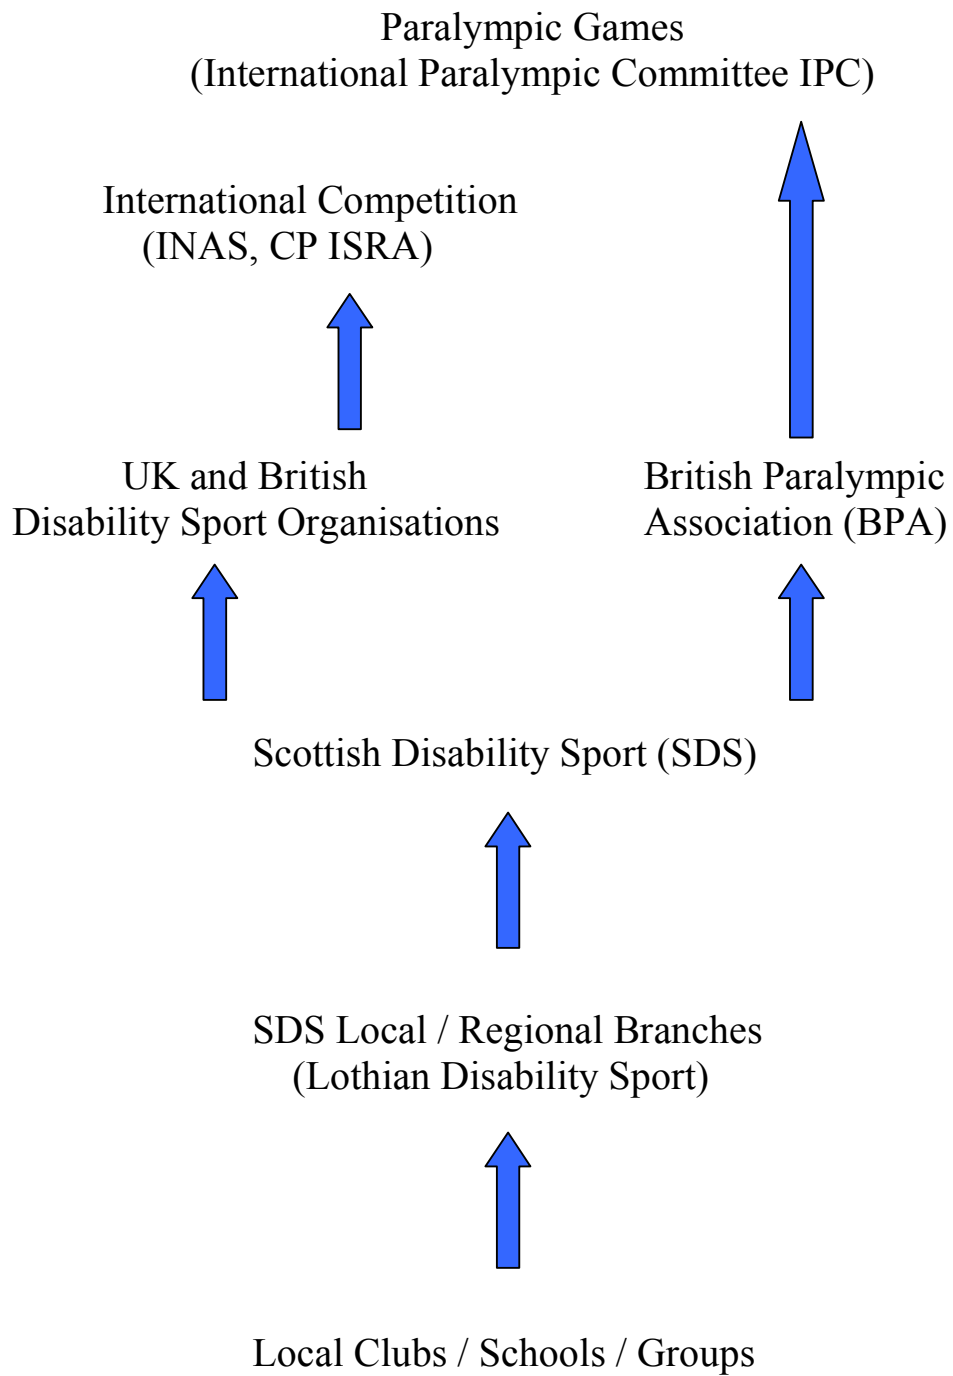 Paralympic Games
(International Paralympic Committee IPC)
International Competition
(INAS, CP ISRA)
UK and British
Disability Sport Organisations
British Paralympic
Association (BPA)
Scottish Disability Sport (SDS)
SDS Local / Regional Branches
(Lothian Disability Sport)
Local Clubs / Schools / Groups